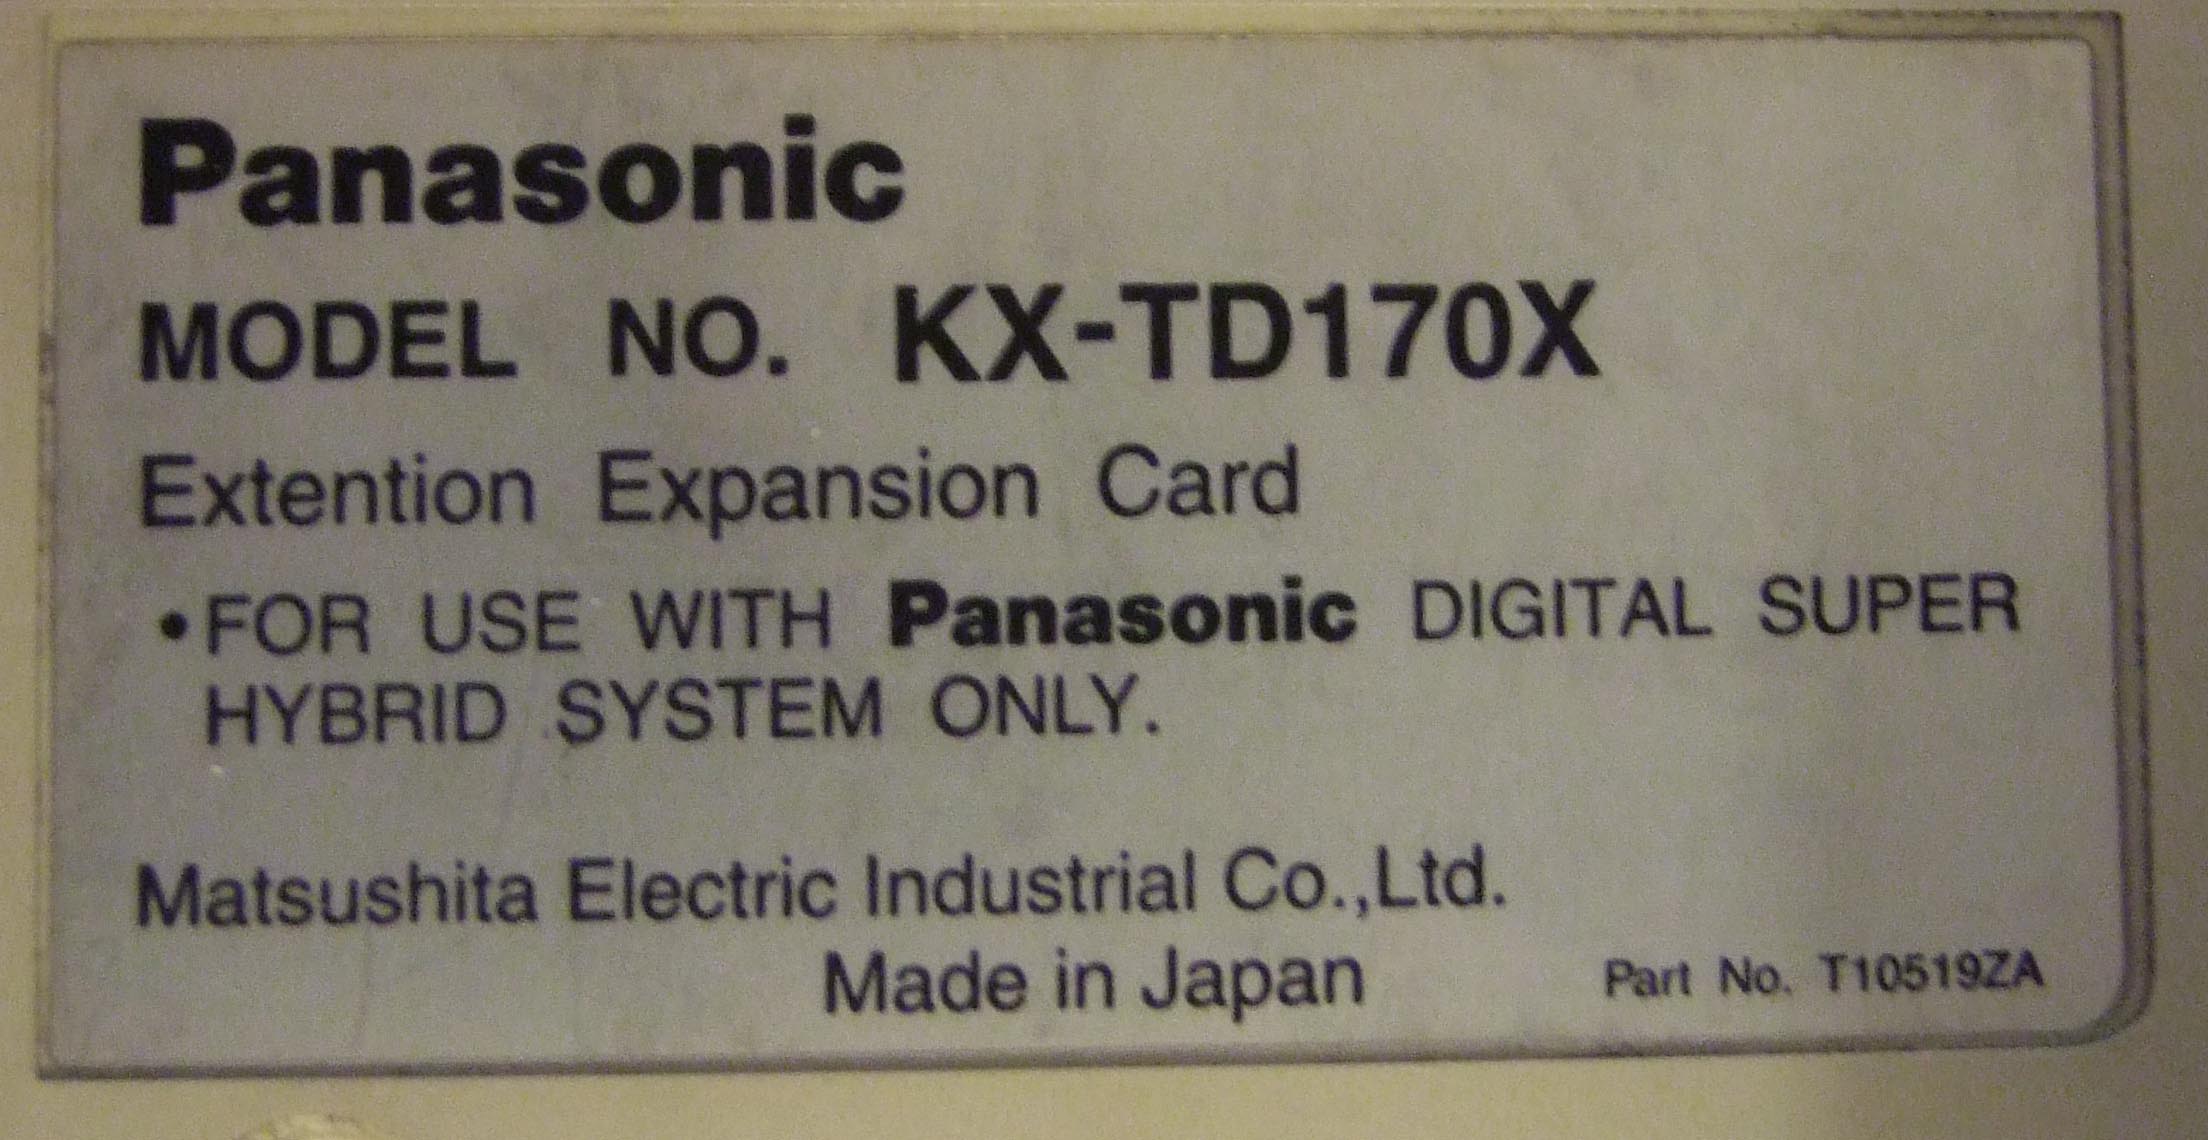 Panasonic
MODEL NO. KX-TD170X
Extention Expansion Card
•FOR USE WITH Panasonic DIGITAL SUPER
HYBRID SYSTEM ONLY.
Matsushita Electric Industrial Co.,Ltd.
Made in Japan Part No. T10519ZA